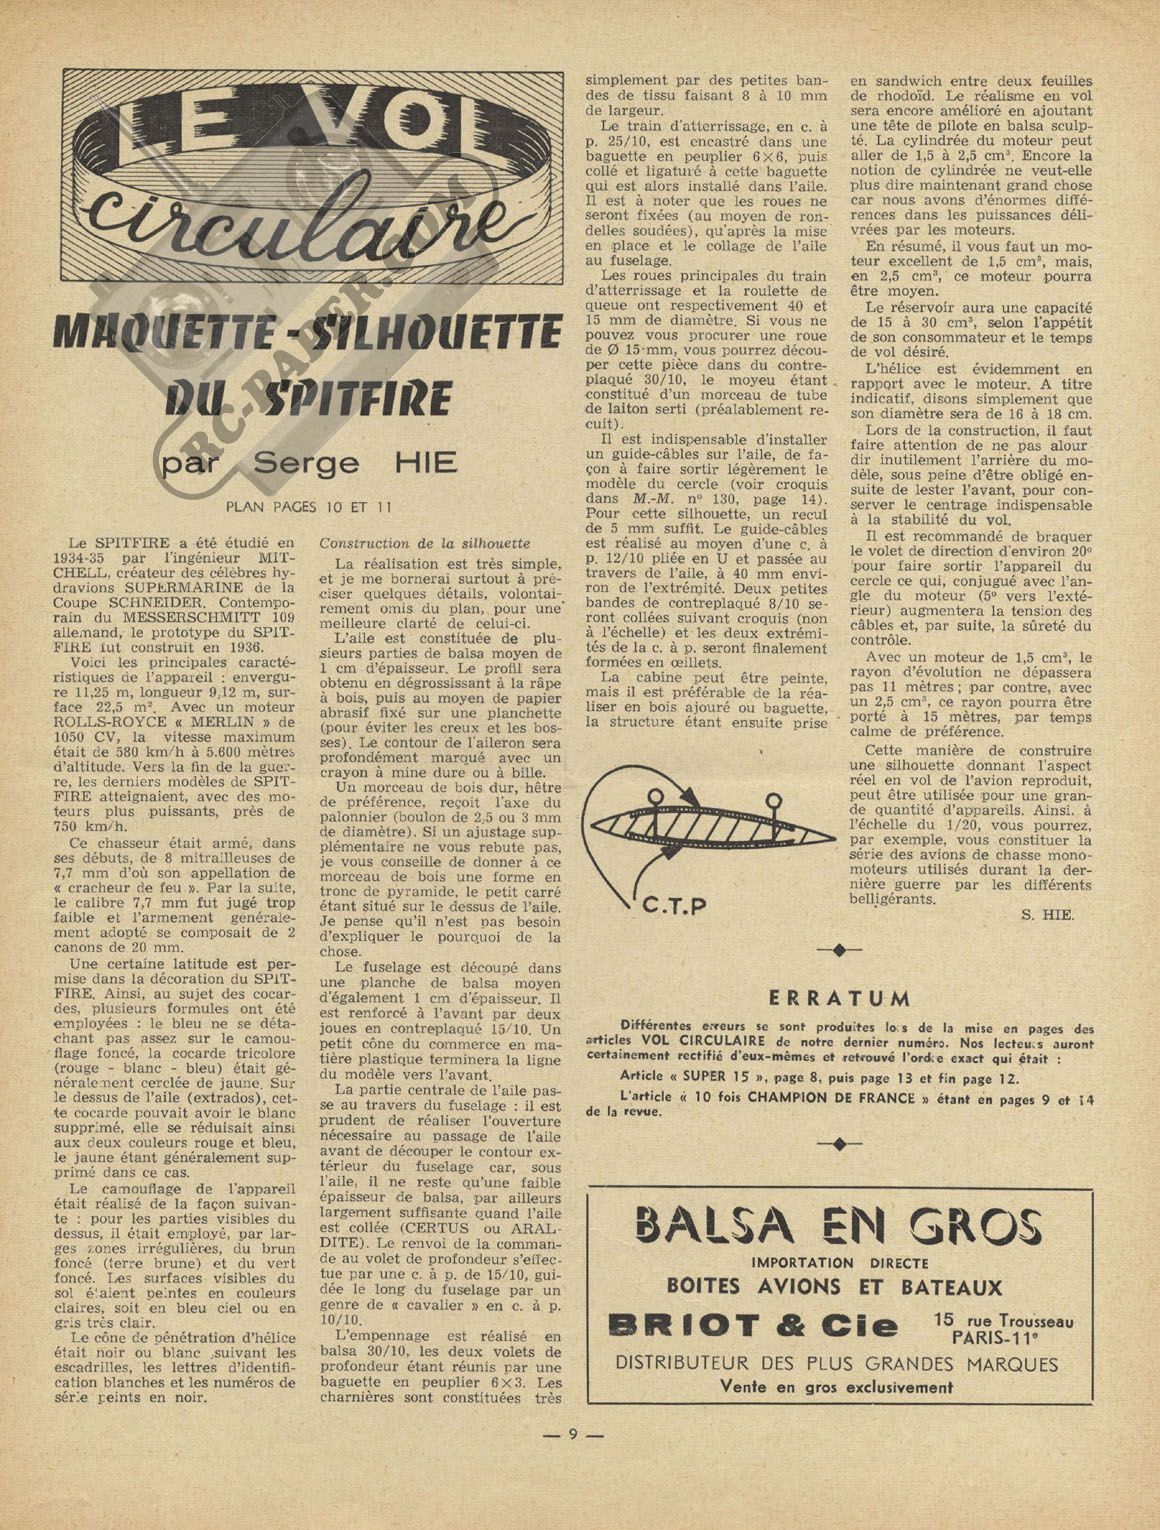 LE VOL
circulaire
MAQUETTE - SILHOUETTE
DU SPITFIRE
par Serge HIE
PLAN PAGES 10 ET 11
Le SPITFIRE a été étudié en
1934-35 par l'ingénieur MIT-
CHELL, créateur des célèbres hy-
dravions SUPERMARINE de la
Coupe SCHNEIDER. Contempo-
rain du MESSERSCHMITT 109
allemand, le prototype du SPIT-
FIRE fut construit en 1936.
Voici les principales caracté-
ristiques de l'appareil : envergu-
re 11,25 m, longueur 9,12 m, sur-
face 22,5 m². Avec un moteur
ROLLS-ROYCE « MERLIN » de
1050 CV, la vitesse maximum
était de 580 km/h à 5.600 mètres
d'altitude. Vers la fin de la guer-
re, les derniers modèles de SPIT-
FIRE atteignaient, avec des mo-
teurs plus puissants, près de
750 km/h.
Ce chasseur était armé, dans
ses débuts, de 8 mitrailleuses de
7,7 mm d'où son appellation de
« cracheur de feu ». Par la suite,
le calibre 7,7 mm fut jugé trop
faible et l'armement générale-
ment adopté se composait de 2
canons de 20 mm.
Une certaine latitude est per-
mise dans la décoration du SPIT-
FIRE. Ainsi, au sujet des cocar-
des, plusieurs formules ont été
employées : le bleu ne se déta-
chant pas assez sur le camou-
flage foncé, la cocarde tricolore
(rouge - blanc - bleu) était gé-
néralement cerclée de jaune. Sur
le dessus de l'aile (extrados), cet-
te cocarde pouvait avoir le blanc
supprimé, elle se réduisait ainsi
aux deux couleurs rouge et bleu,
le jaune étant généralement sup-
primé dans ce cas.
Le camouflage de l'appareil
était réalisé de la façon suivan-
te : pour les parties visibles du
dessus, il était employé, par lar-
ges zones irrégulières, du brun
foncé (terre brune) et du vert
foncé. Les surfaces visibles du
sol étaient peintes en couleurs
claires, soit en bleu ciel ou en
gris très clair.
Le cône de pénétration d'hélice
était noir ou blanc ,suivant les
escadrilles, les lettres d'identifi-
cation blanches et les numéros de
série peints en noir.
Construction de la silhouette
La réalisation est très simple,
et je me bornerai surtout à pré-
ciser quelques détails, volontai-
rement omis du plan, pour une
meilleure clarté de celui-ci.
L'aile est constituée de plu-
sieurs parties de balsa moyen de
1 cm d'épaisseur. Le profil sera
obtenu en dégrossissant à la râpe
à bois, puis au moyen de papier
abrasif fixé sur une planchette
(pour éviter les creux et les bos-
ses). Le contour de l'aileron sera
profondément marqué avec un
crayon à mine dure ou à bille.
Un morceau de bois dur, hêtre
de préférence, reçoit l'axe du
palonnier (boulon de 2,5 ou 3 mm
de diamètre). Si un ajustage sup-
plémentaire ne vous rebute pas,
je vous conseille de donner à ce
morceau de bois une forme en
tronc de pyramide, le petit carré
étant situé sur le dessus de l'aile.
Je pense qu'il n'est pas besoin
d'expliquer le pourquoi de la
chose.
Le fuselage est découpé dans
une planche de balsa moyen
d'également 1 cm d'épaisseur. Il
est renforcé à l'avant par deux
joues en contreplaqué 15/10. Un
petit cône du commerce en ma-
tière plastique terminera la ligne
du modèle vers l'avant.
La partie centrale de l'aile pas-
se au travers du fuselage : il est
prudent de réaliser l'ouverture
nécessaire au passage de l'aile
avant de découper le contour ex-
térieur du fuselage car, sous
l'aile, il ne reste qu'une faible
épaisseur de balsa, par ailleurs
largement suffisante quand l'aile
est collée (CERTUS ou ARAL-
DITE). Le renvoi de la comman-
de au volet de profondeur s'effec-
tue par une c. à p. de 15/10, gui-
dée le long du fuselage par un
genre de « cavalier » en c. à p.
10/10.
L'empennage est réalisé en
balsa 30/10, les deux volets de
profondeur étant réunis par une
baguette en peuplier 6×3. Les
charnières sont constituées très
simplement par des petites ban-
des de tissu faisant 8 à 10 mm
de largeur.
Le train d'atterrissage, en c. à
p. 25/10, est encastré dans une
baguette en peuplier 6×6, puis
collé et ligaturé à cette baguette
qui est alors installé dans l'aile.
Il est à noter que les roues ne
seront fixées (au moyen de ron-
delles soudées), qu'après la mise
en place et le collage de l'aile
au fuselage.
Les roues principales du train
d'atterrissage et la roulette de
queue ont respectivement 40 et
15 mm de diamètre. Si vous ne
pouvez vous procurer une roue
de Ø 15 mm, vous pourrez décou-
per cette pièce dans du contre-
plaqué 30/10, le moyeu étant
constitué d'un morceau de tube
de laiton serti (préalablement re-
cuit).
Il est indispensable d'installer
un guide-câbles sur l'aile, de fa-
çon à faire sortir légèrement le
modèle du cercle (voir croquis
dans M.-M. n° 130, page 14).
Pour cette silhouette, un recul
de 5 mm suffit. Le guide-câbles
est réalisé au moyen d'une c. à
p. 12/10 pliée en U et passée au
travers de l'aile, à 40 mm envi-
ron de l'extrémité. Deux petites
bandes de contreplaqué 8/10 se-
ront collées suivant croquis (non
à l'échelle) et les deux extrémi-
tés de la c. à p. seront finalement
formées en œillets.
La cabine peut être peinte,
mais il est préférable de la réa-
liser en bois ajouré ou baguette,
la structure étant ensuite prise
C.T.P
en sandwich entre deux feuilles
de rhodoïd. Le réalisme en vol
sera encore amélioré en ajoutant
une tête de pilote en balsa sculp-
té. La cylindrée du moteur peut
aller de 1,5 à 2,5 cm³. Encore la
notion de cylindrée ne veut-elle
plus dire maintenant grand chose
car nous avons d'énormes diffé-
rences dans les puissances déli-
vrées par les moteurs.
En résumé, il vous faut un mo-
teur excellent de 1,5 cm³, mais,
en 2,5 cm³, ce moteur pourra
être moyen.
Le réservoir aura une capacité
de 15 à 30 cm³, selon l'appétit
de son consommateur et le temps
de vol désiré.
L'hélice est évidemment en
rapport avec le moteur. A titre
indicatif, disons simplement que
son diamètre sera de 16 à 18 cm.
Lors de la construction, il faut
faire attention de ne pas alour
dir inutilement l'arrière du mo-
dèle, sous peine d'être obligé en-
suite de lester l'avant, pour con-
server le centrage indispensable
à la stabilité du vol.
Il est recommandé de braquer
le volet de direction d'environ 20°
pour faire sortir l'appareil du
cercle ce qui, conjugué avec l'an-
gle du moteur (5° vers l'exté-
rieur) augmentera la tension des
câbles et, par suite, la sûreté du
contrôle.
Avec un moteur de 1,5 cm³, le
rayon d'évolution ne dépassera
pas 11 mètres ; par contre, avec
un 2,5 cm³, ce rayon pourra être
porté à 15 mètres, par temps
calme de préférence.
Cette manière de construire
une silhouette donnant l'aspect
réel en vol de l'avion reproduit,
peut être utilisée pour une gran-
de quantité d'appareils. Ainsi, à
l'échelle du 1/20, vous pourrez,
par exemple, vous constituer la
série des avions de chasse mono-
moteurs utilisés durant la der-
nière guerre par les différents
belligérants.
S. HIE.
ERRATUM
Différentes erreurs se sont produites lors de la mise en pages des
articles VOL CIRCULAIRE de notre dernier numéro. Nos lecteurs auront
certainement rectifié d'eux-mêmes et retrouvé l'ordre exact qui était :
Article « SUPER 15 », page 8, puis page 13 et fin page 12.
L'article « 10 fois CHAMPION DE FRANCE » étant en pages 9 et 14
de la revue.
BALSA EN GROS
IMPORTATION DIRECTE
BOITES AVIONS ET BATEAUX
BRIOT & Cie 15 rue Trousseau
PARIS-11e
DISTRIBUTEUR DES PLUS GRANDES MARQUES
Vente en gros exclusivement
— 9 —
RC-PAPER.COM